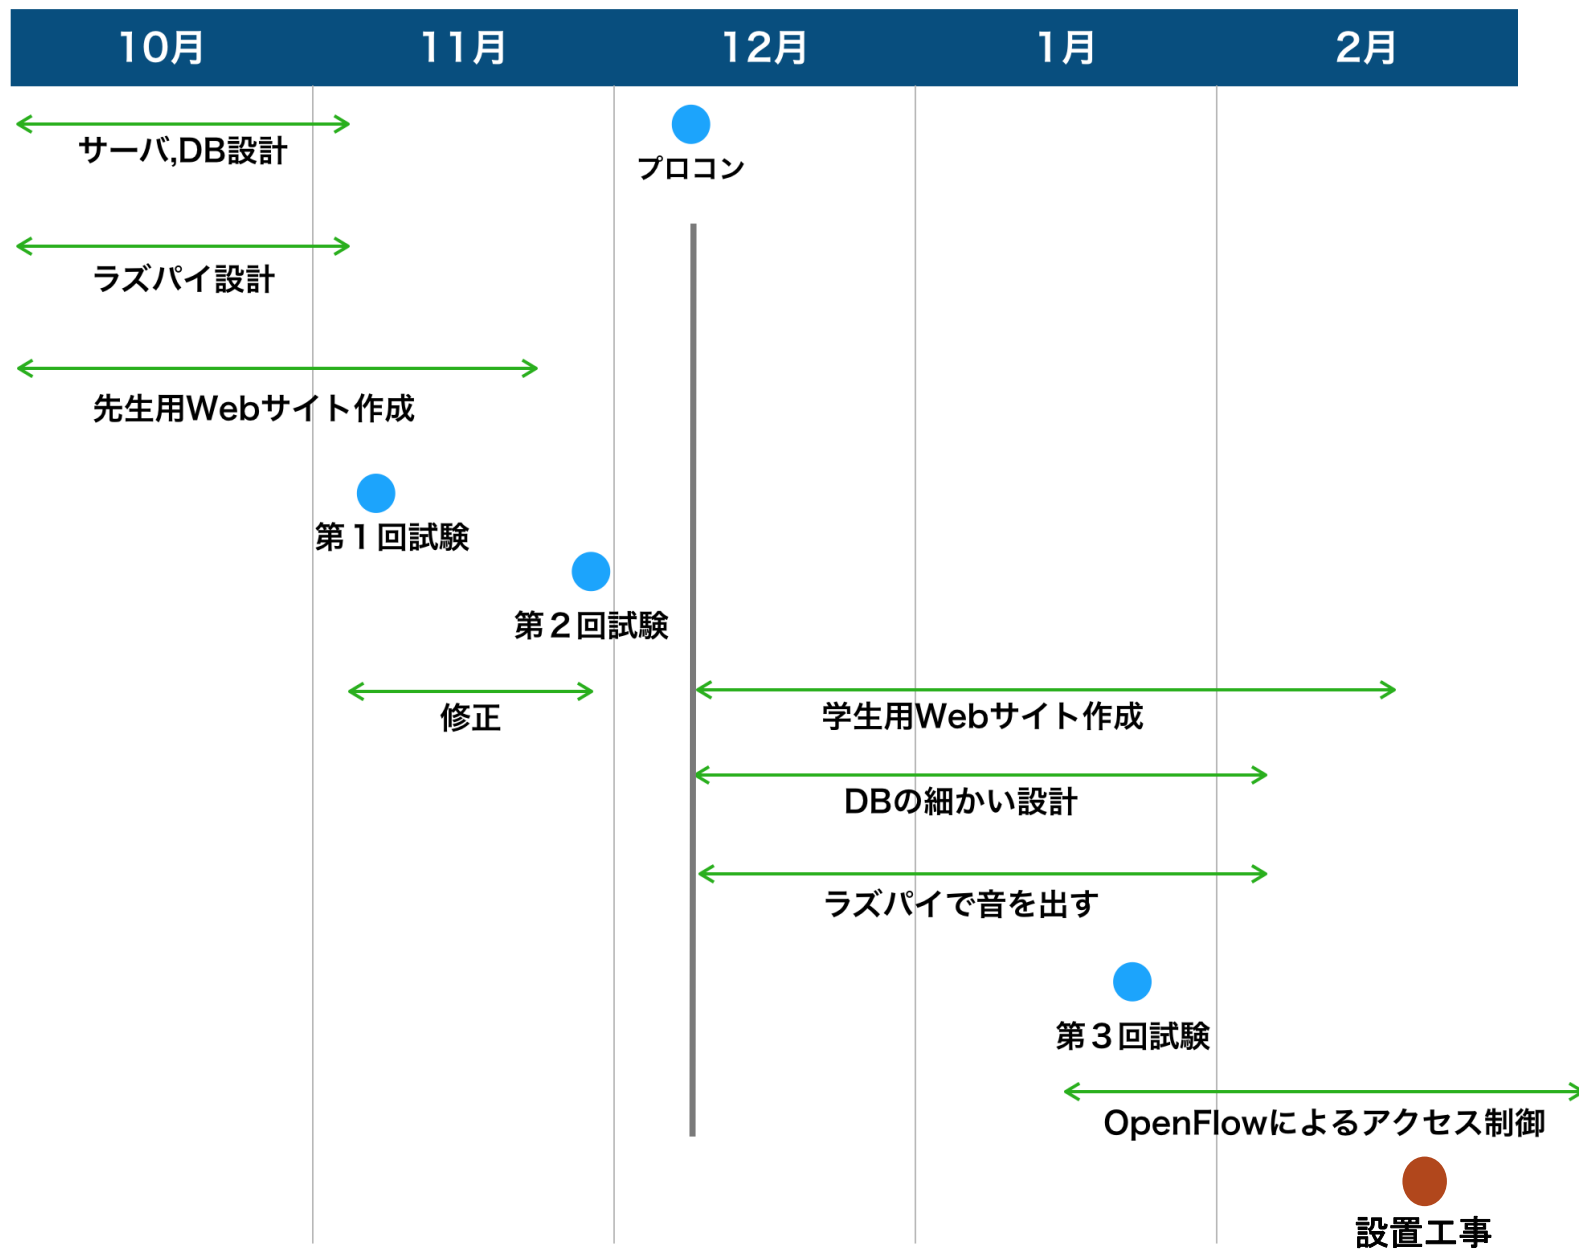 10月
11月
12月
1月
2月
サーバ,DB設計
プロコン
ラズパイ設計
先生用Webサイト作成
第１回試験
第２回試験
修正
学生用Webサイト作成
DBの細かい設計
ラズパイで音を出す
第３回試験
OpenFlowによるアクセス制御
設置工事